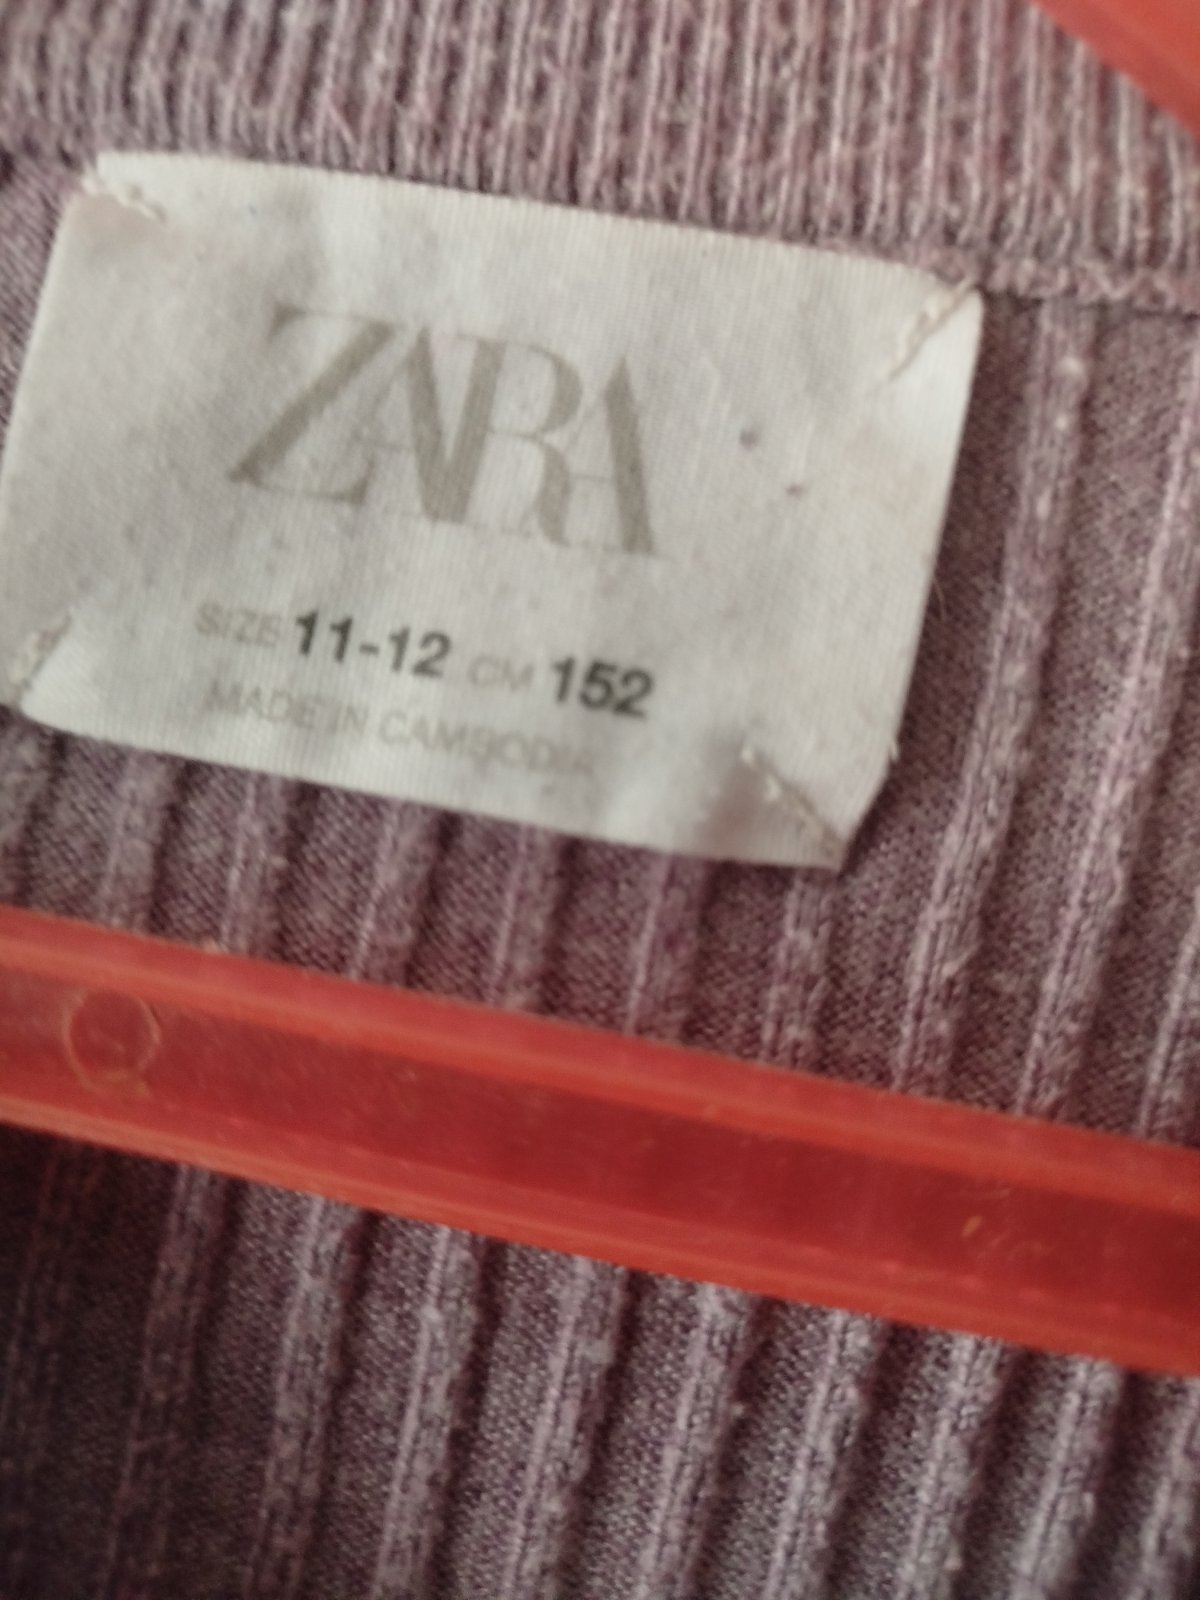 ZARA
SIZE 11-12 CM 152
MADE IN CAMBODIA